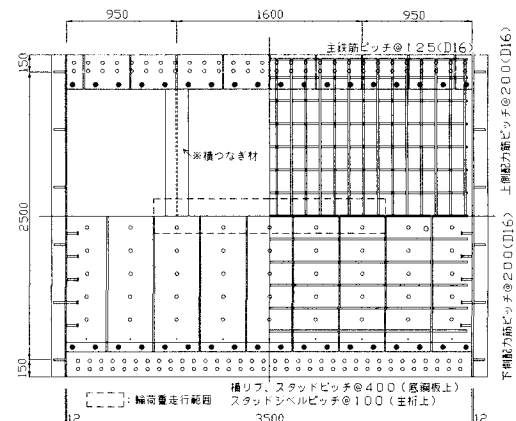 950
1600
950
主鉄筋ピッチ@125(D16)
150
2500
150
※横つなぎ材
上側配力筋ピッチ@200(D16)
下側配力筋ピッチ@200(D16)
横リブ、スタッドピッチ@400(底鋼板上)
:輪荷重走行範囲
スタッドジベルピッチ@100(主桁上)
12
3500
12